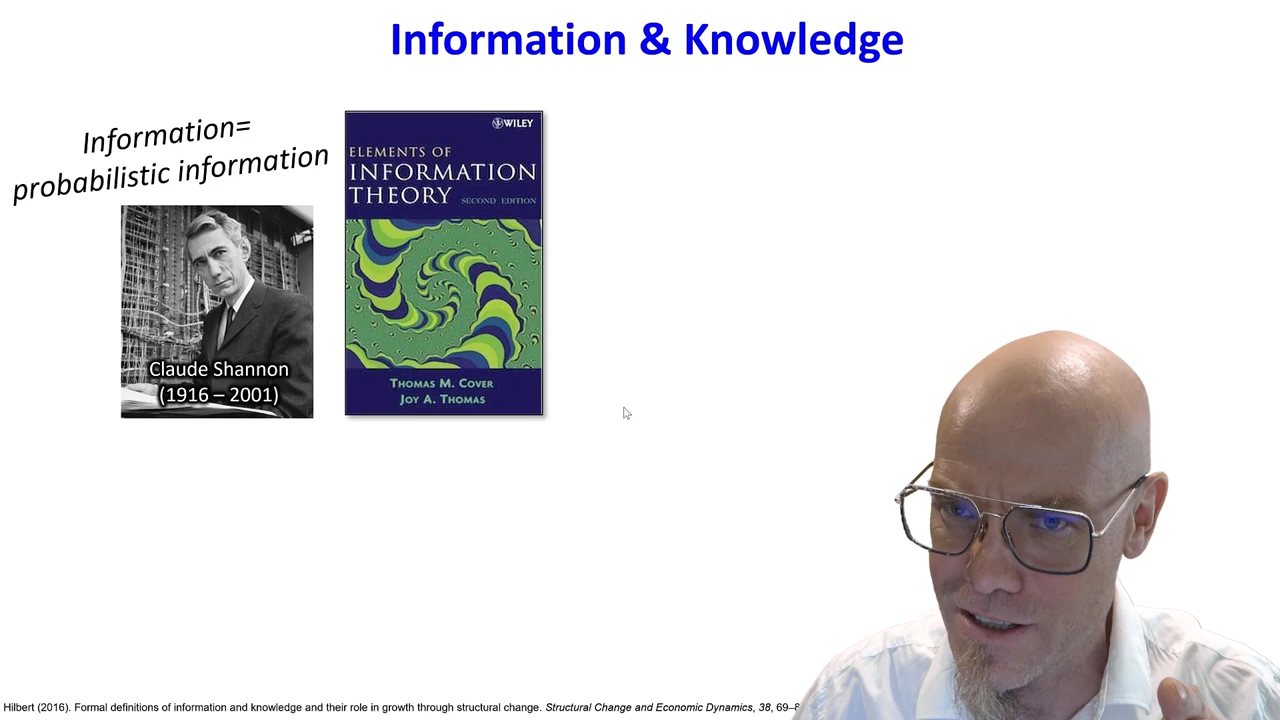 Information & Knowledge
Information=
probabilistic information
WILEY
ELEMENTS OF
INFORMATION
THEORY SECOND EDITION
THOMAS M. COVER
JOY A. THOMAS
Claude Shannon
(1916 – 2001)
Hilbert (2016). Formal definitions of information and knowledge and their role in growth through structural change. Structural Change and Economic Dynamics, 38, 69–